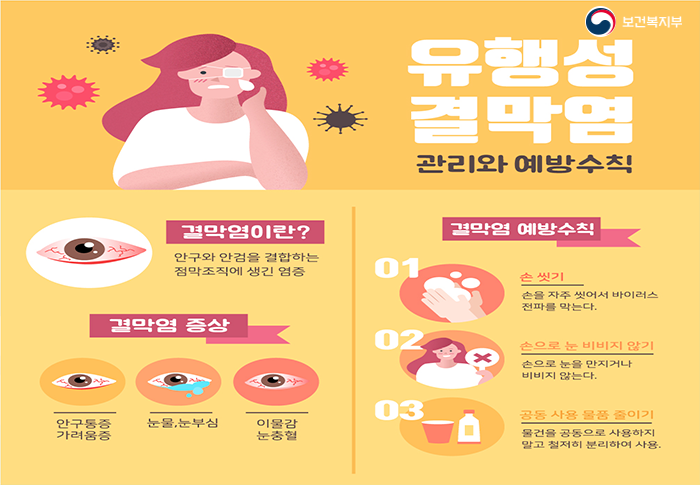 보건복지부
유행성
결막염
관리와 예방수칙
결막염이란?
안구와 안검을 결합하는
점막조직에 생긴 염증
결막염 증상
안구통증
가려움증
눈물,눈부심
이물감
눈충혈
결막염 예방수칙
01
손 씻기
손을 자주 씻어서 바이러스
전파를 막는다.
02
손으로 눈 비비지 않기
손으로 눈을 만지거나
비비지 않는다.
03
공동 사용 물품 줄이기
물건을 공동으로 사용하지
말고 철저히 분리하여 사용.